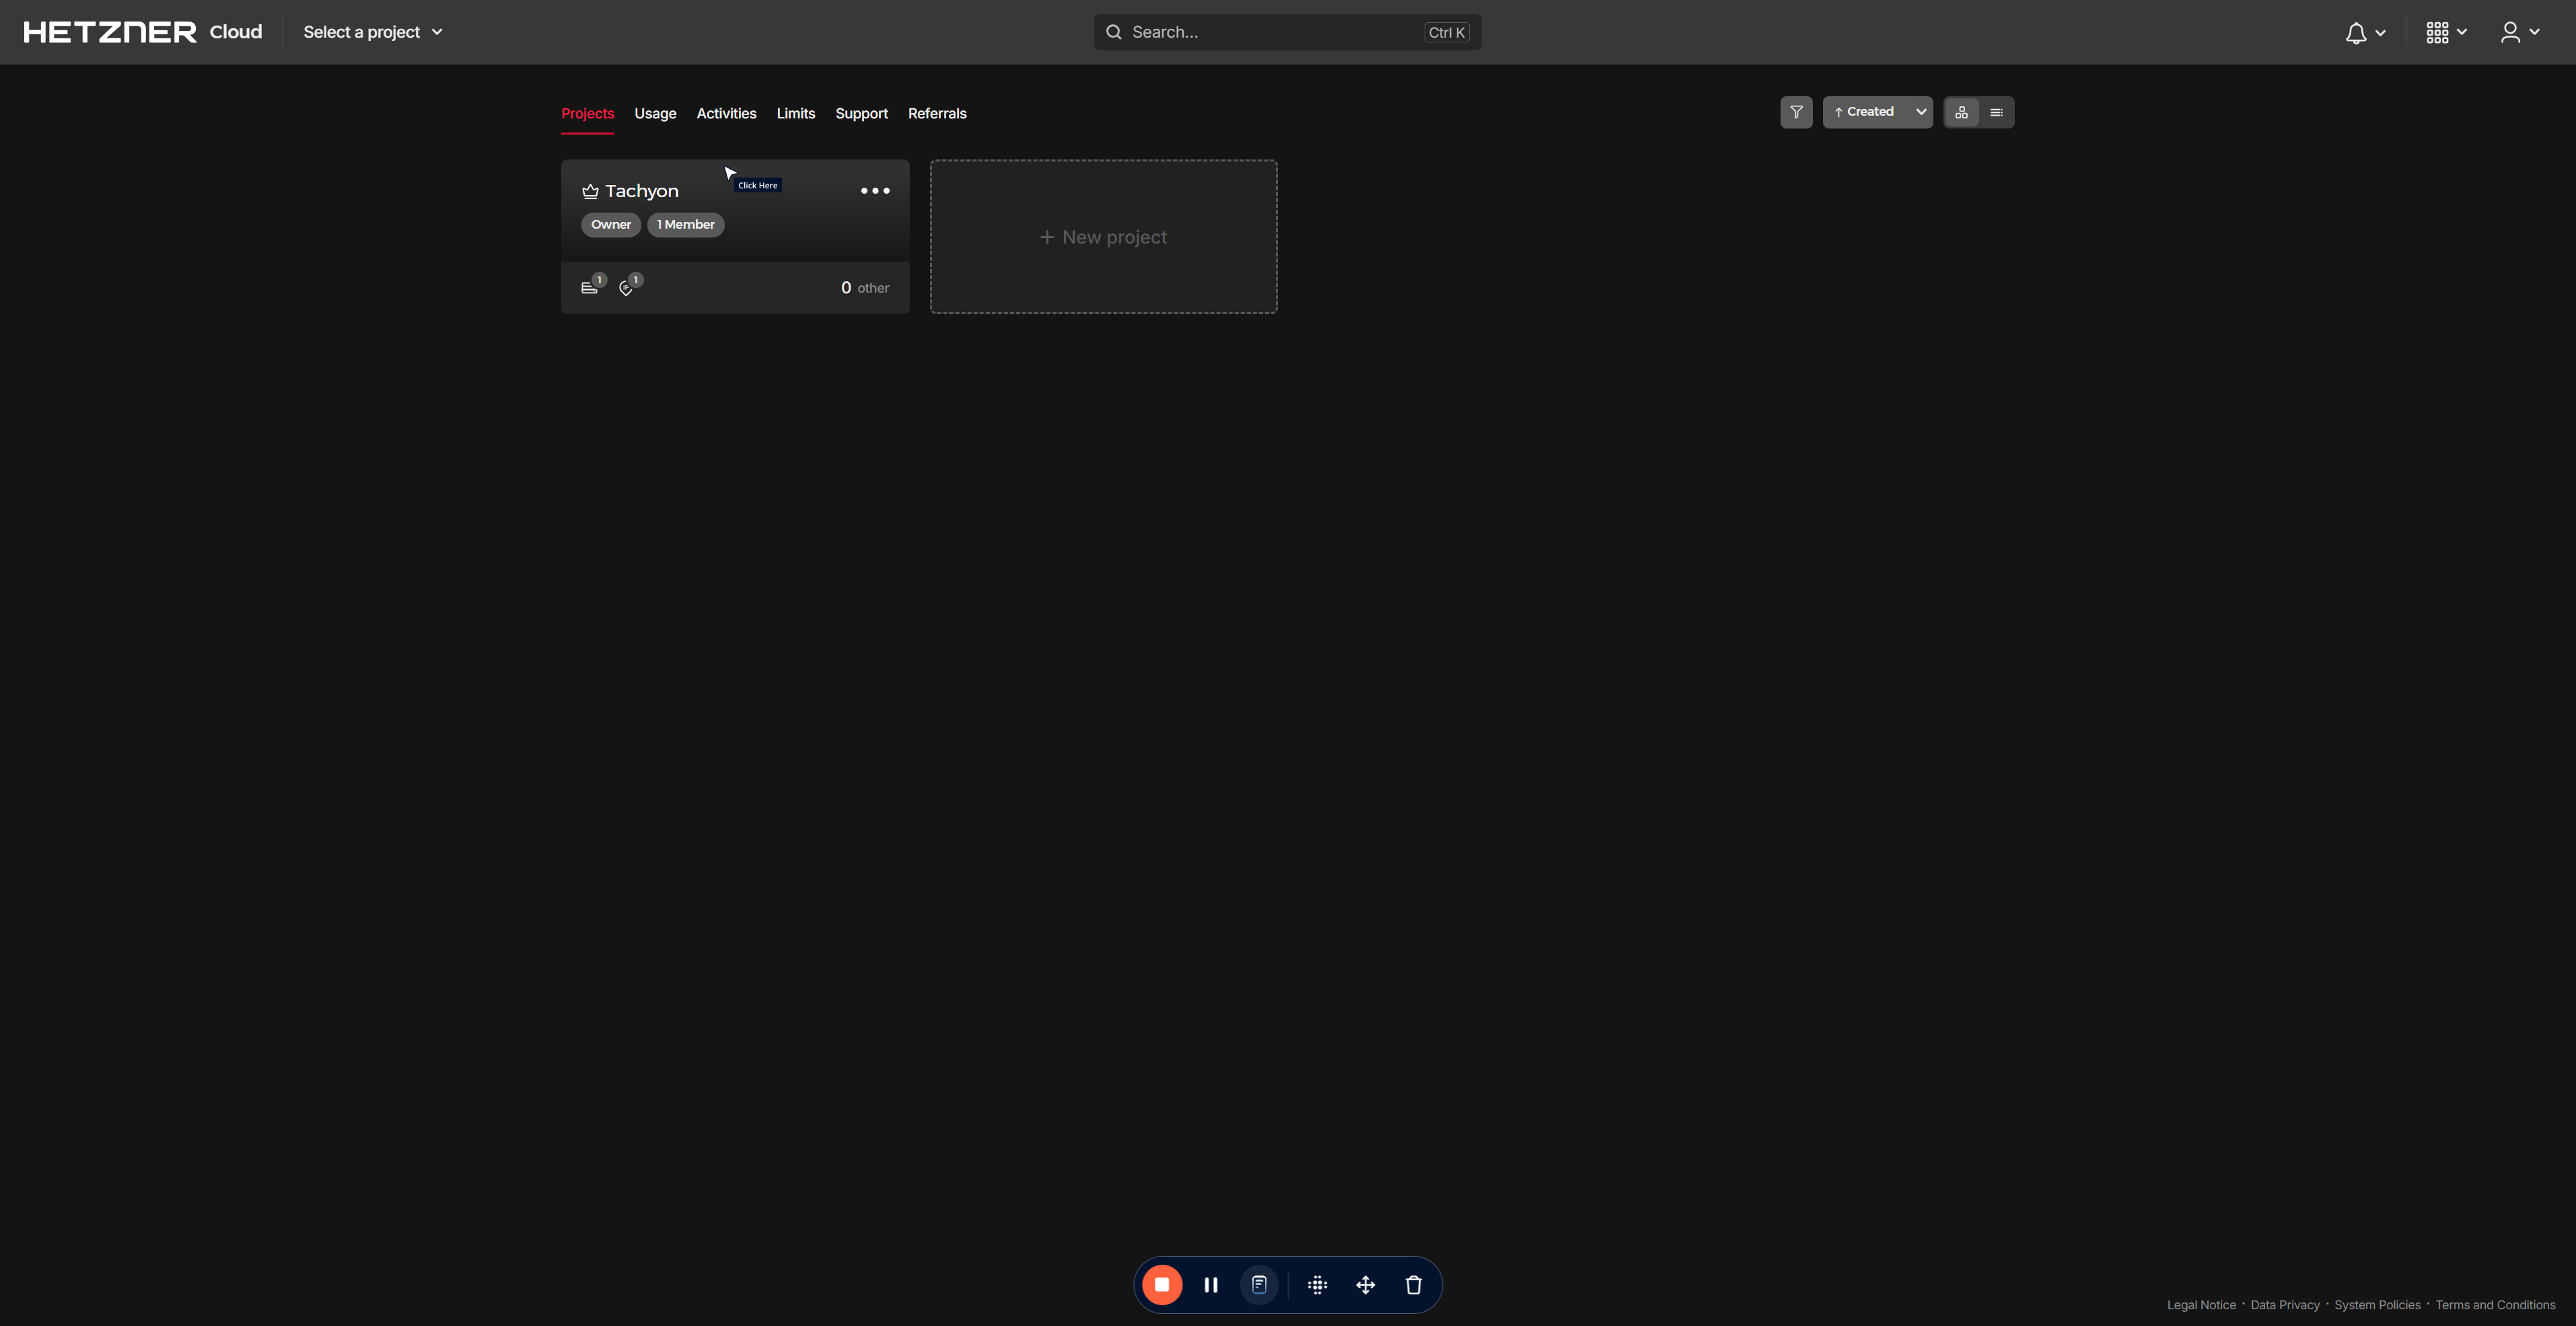 HETZNER Cloud Select a project Search... Ctrl K
Projects Usage Activities Limits Support Referrals ↑ Created
Tachyon
Click Here
Owner 1 Member
+ New project
1 1 0 other
Legal Notice · Data Privacy · System Policies · Terms and Conditions